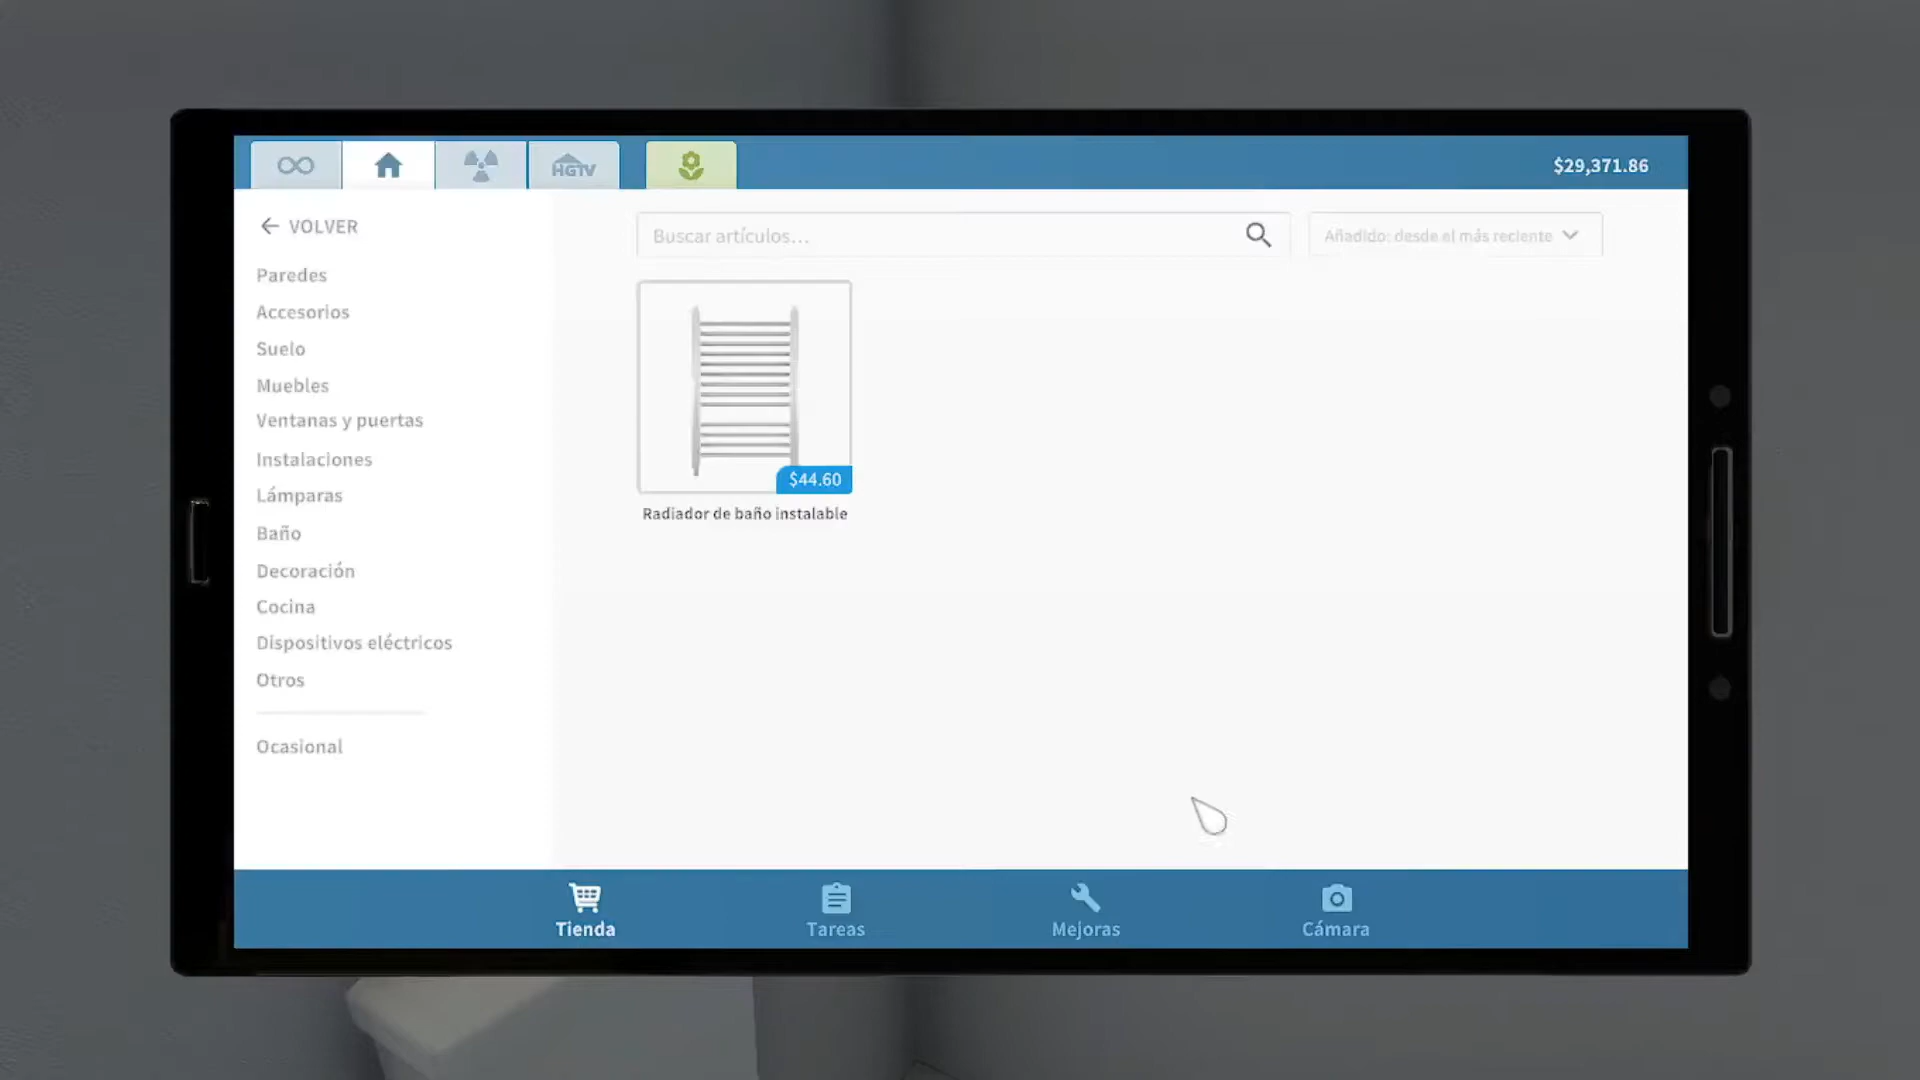 HGTV
$29,371.86
VOLVER
Buscar artículos...
Añadido: desde el más reciente
Paredes
Accesorios
Suelo
Muebles
Ventanas y puertas
Instalaciones
Lámparas
Baño
Decoración
Cocina
Dispositivos eléctricos
Otros
Ocasional
$44.60
Radiador de baño instalable
Tienda
Tareas
Mejoras
Cámara